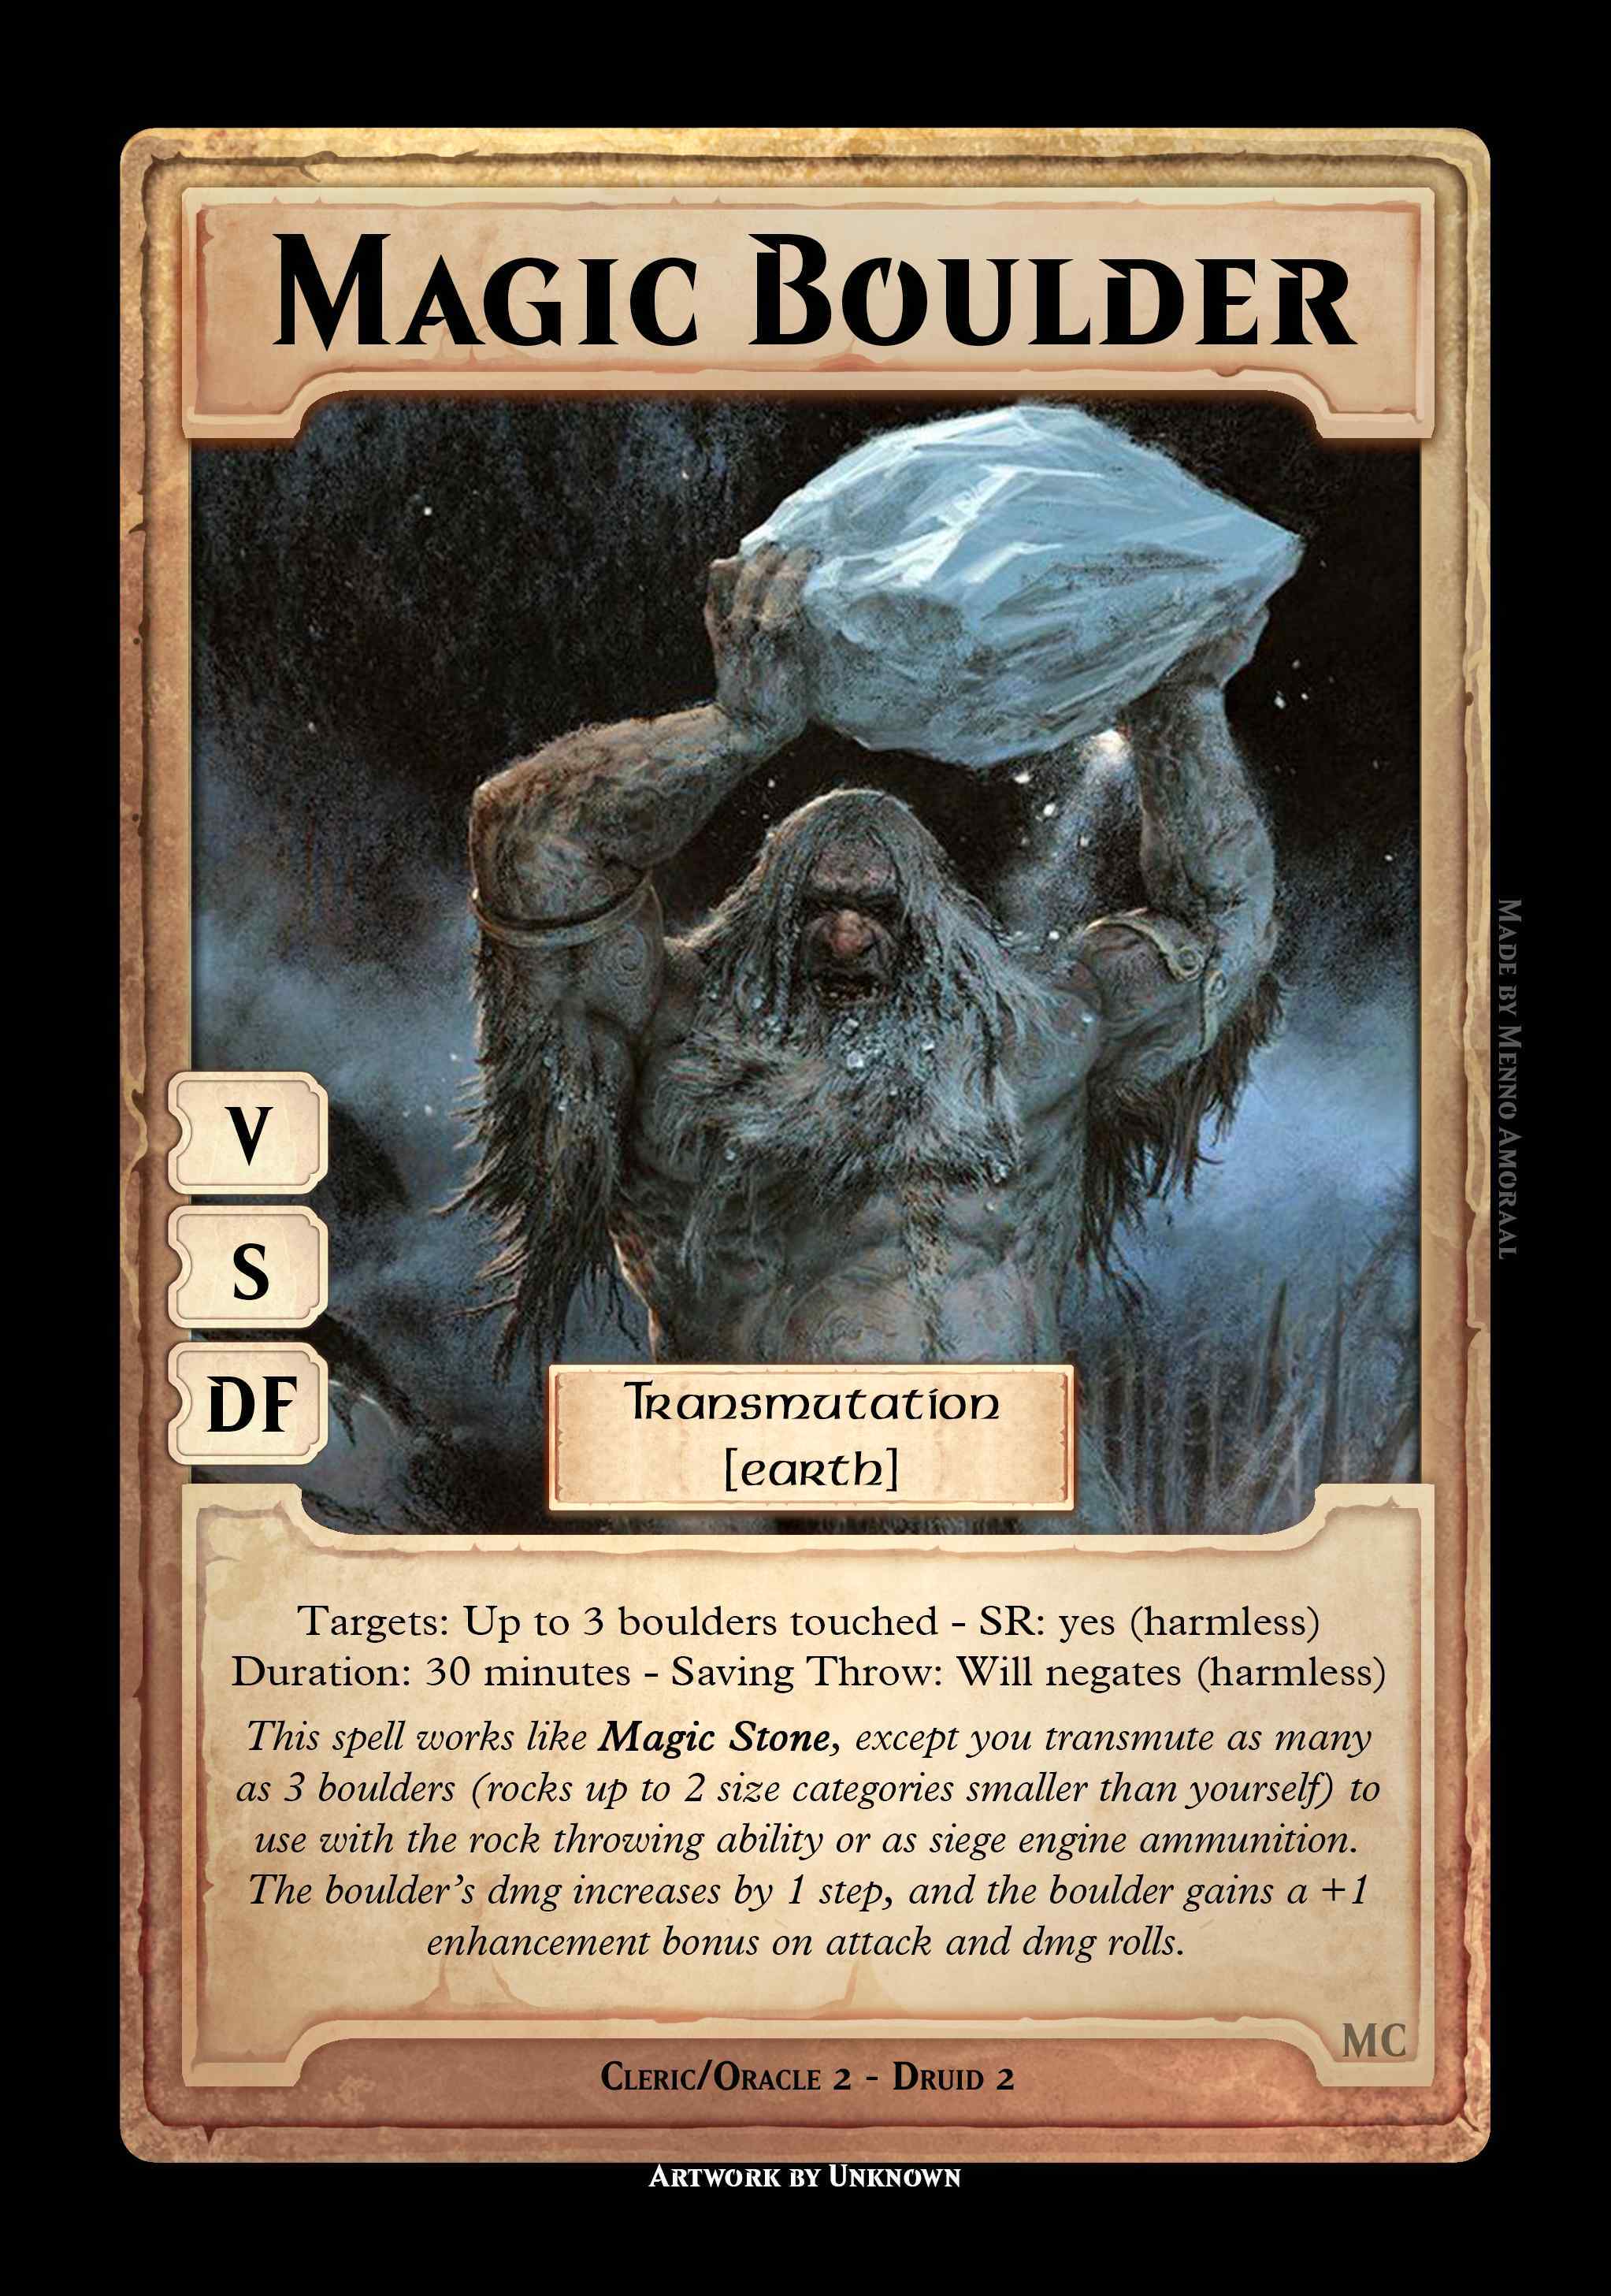 Magic Boulder
V
S
DF
Transmutation
[earth]
Targets: Up to 3 boulders touched - SR: yes (harmless)
Duration: 30 minutes - Saving Throw: Will negates (harmless)
This spell works like Magic Stone, except you transmute as many
as 3 boulders (rocks up to 2 size categories smaller than yourself) to
use with the rock throwing ability or as siege engine ammunition.
The boulder's dmg increases by 1 step, and the boulder gains a +1
enhancement bonus on attack and dmg rolls.
MC
Cleric/Oracle 2 - Druid 2
Artwork by Unknown
Made by Menno Amoraal